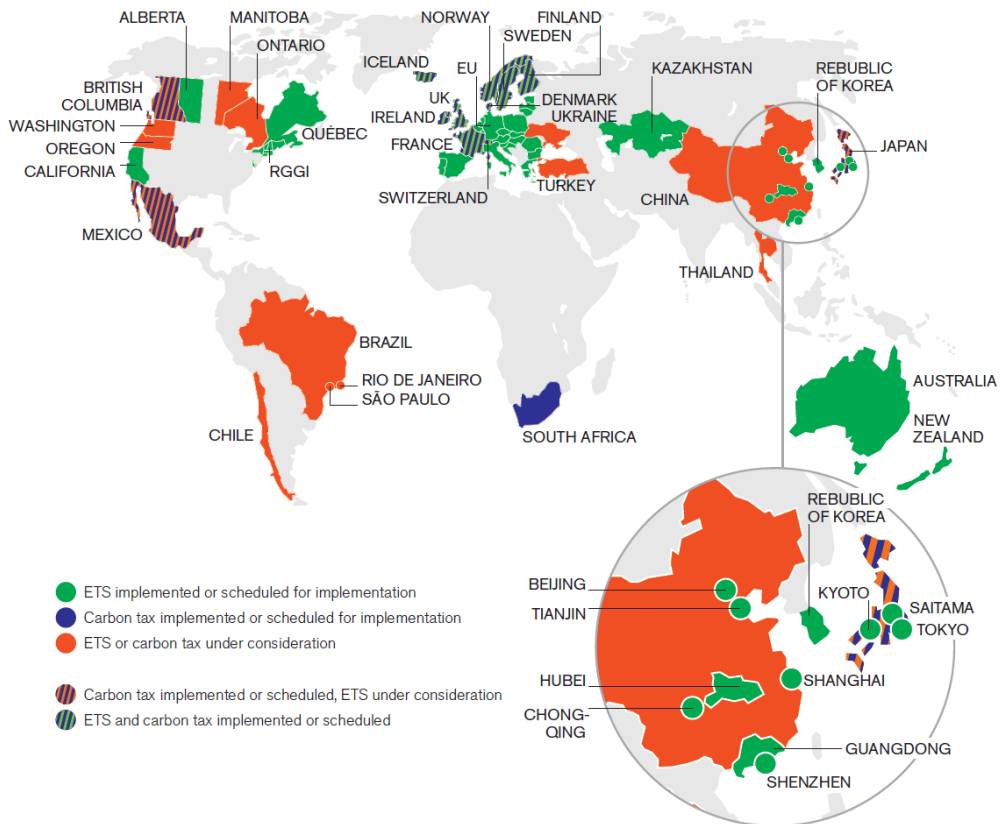 ALBERTA
MANITOBA
ONTARIO
BRITISH
COLUMBIA
WASHINGTON
OREGON
CALIFORNIA
QUÉBEC
RGGI
MEXICO
ICELAND
NORWAY
SWEDEN
FINLAND
EU
UK
IRELAND
FRANCE
DENMARK
UKRAINE
SWITZERLAND
TURKEY
KAZAKHSTAN
REBUBLIC
OF KOREA
JAPAN
CHINA
THAILAND
BRAZIL
RIO DE JANEIRO
SÃO PAULO
CHILE
SOUTH AFRICA
AUSTRALIA
NEW
ZEALAND
REBUBLIC
OF KOREA
BEIJING
TIANJIN
KYOTO
SAITAMA
TOKYO
HUBEI
SHANGHAI
CHONG-
QING
GUANGDONG
SHENZHEN
ETS implemented or scheduled for implementation
Carbon tax implemented or scheduled for implementation
ETS or carbon tax under consideration
Carbon tax implemented or scheduled, ETS under consideration
ETS and carbon tax implemented or scheduled